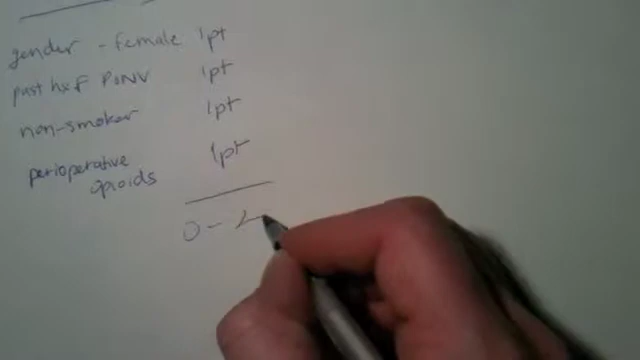 gender - female 1pt
past hx of PONV 1pt
non-smoker 1pt
perioperative opioids 1pt
0 -